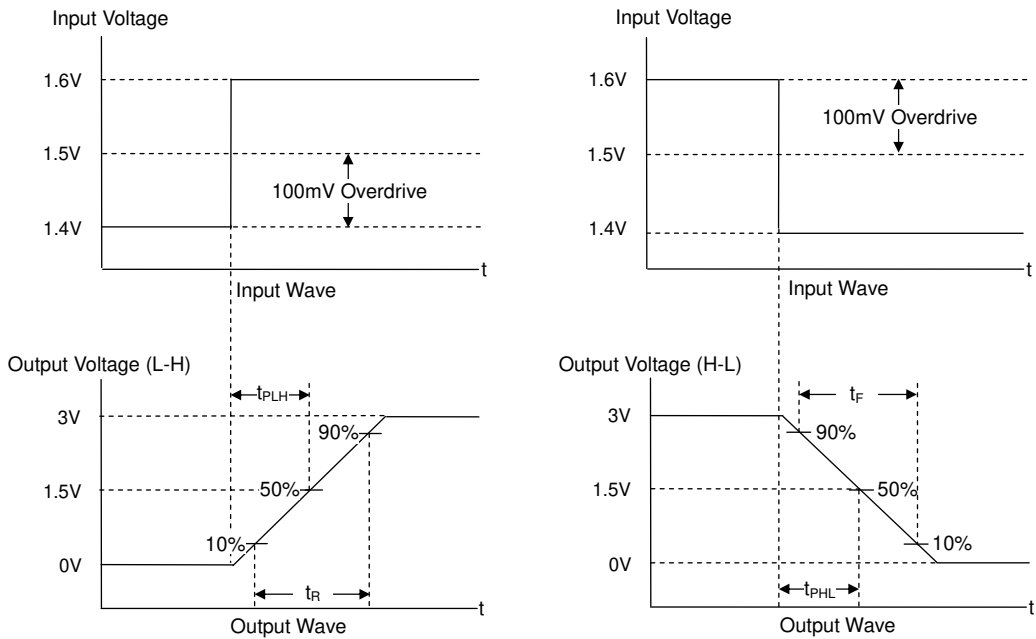 Input Voltage
1.6V
1.5V
100mV Overdrive
1.4V
t
Input Wave
Input Voltage
1.6V
100mV Overdrive
1.5V
1.4V
t
Input Wave
Output Voltage (L-H)
tPLH
3V
90%
1.5V
50%
10%
0V
tR
t
Output Wave
Output Voltage (H-L)
tF
3V
90%
1.5V
50%
10%
0V
tPHL
t
Output Wave